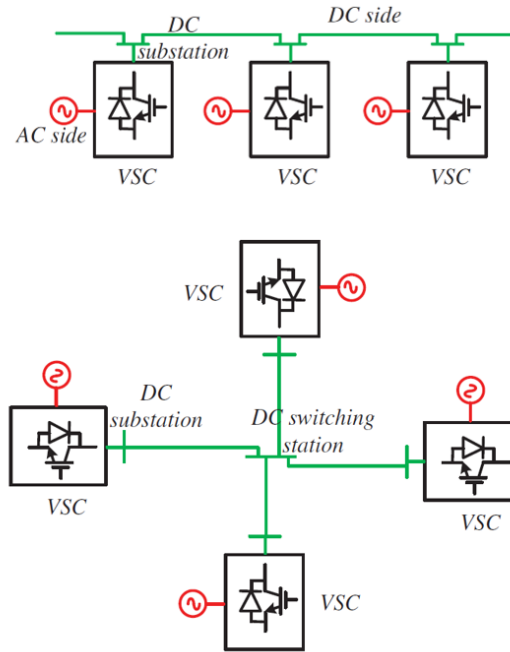 DC
substation
DC side
AC side
VSC
VSC
VSC
VSC
DC
substation
DC switching
station
VSC
VSC
VSC